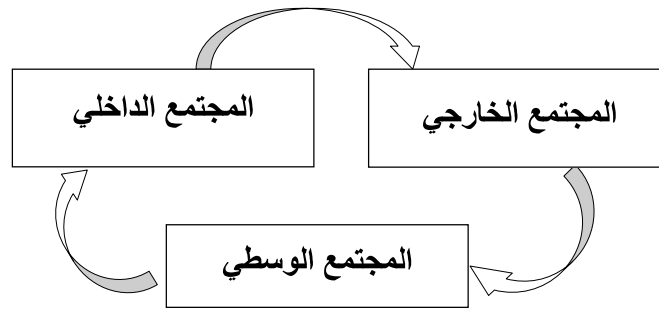 المجتمع الخارجي
المجتمع الداخلي
المجتمع الوسطي